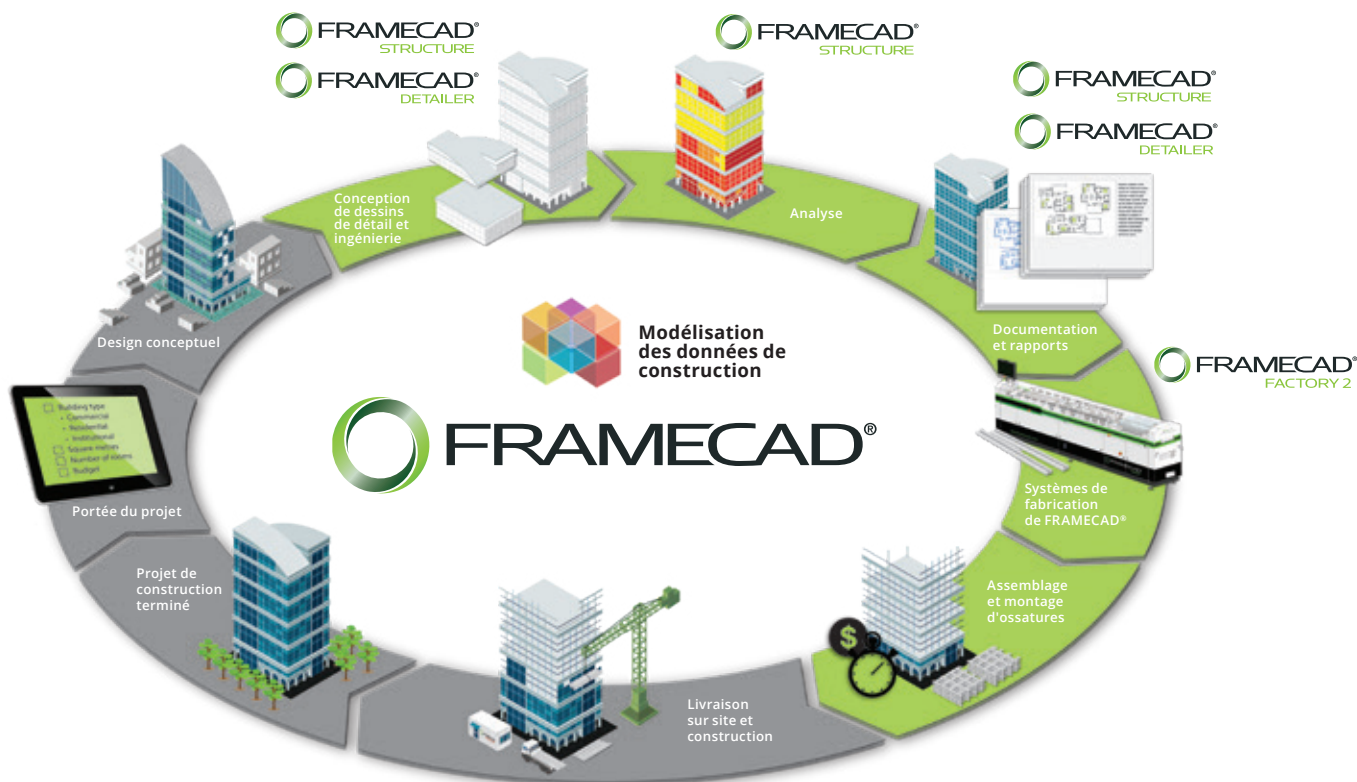 FRAMECAD®
STRUCTURE
FRAMECAD®
DETAILER
FRAMECAD®
STRUCTURE
FRAMECAD®
STRUCTURE
FRAMECAD®
DETAILER
Conception
de dessins
de détail et
ingénierie
Analyse
Design conceptuel
Documentation
et rapports
Modélisation
des données de
construction
FRAMECAD®
FACTORY 2
FRAMECAD®
Building type
• Commercial
• Residential
• Institutional
Square metres
Number of rooms
Budget
Portée du projet
Systèmes de
fabrication
de FRAMECAD®
Projet de
construction
terminé
Assemblage
et montage
d'ossatures
$
Livraison
sur site et
construction